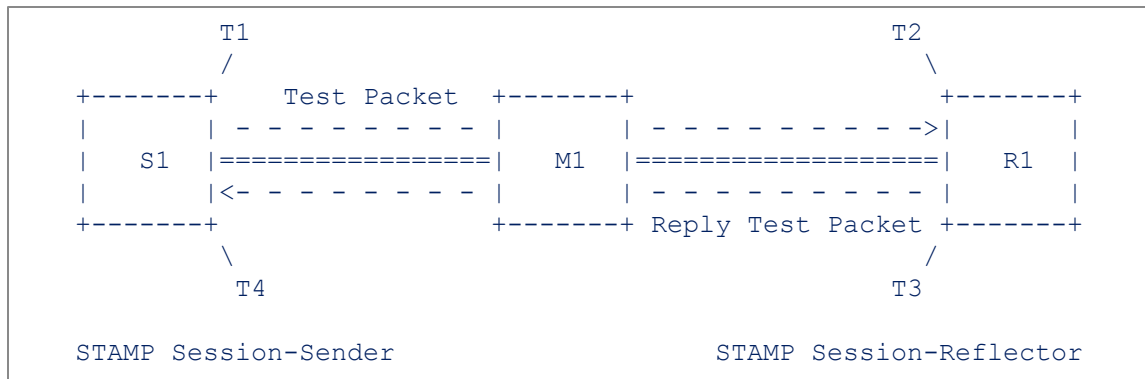 T1 T2
/ \
+-------+ Test Packet +-------+ +-------+
| | - - - - - - - - - | | - - - - - - - - - ->| |
| S1 |=================| M1 |===================| R1 |
| |<- - - - - - - - - | | - - - - - - - - - - | |
+-------+ +-------+ Reply Test Packet +-------+
\ /
T4 T3
STAMP Session-Sender STAMP Session-Reflector